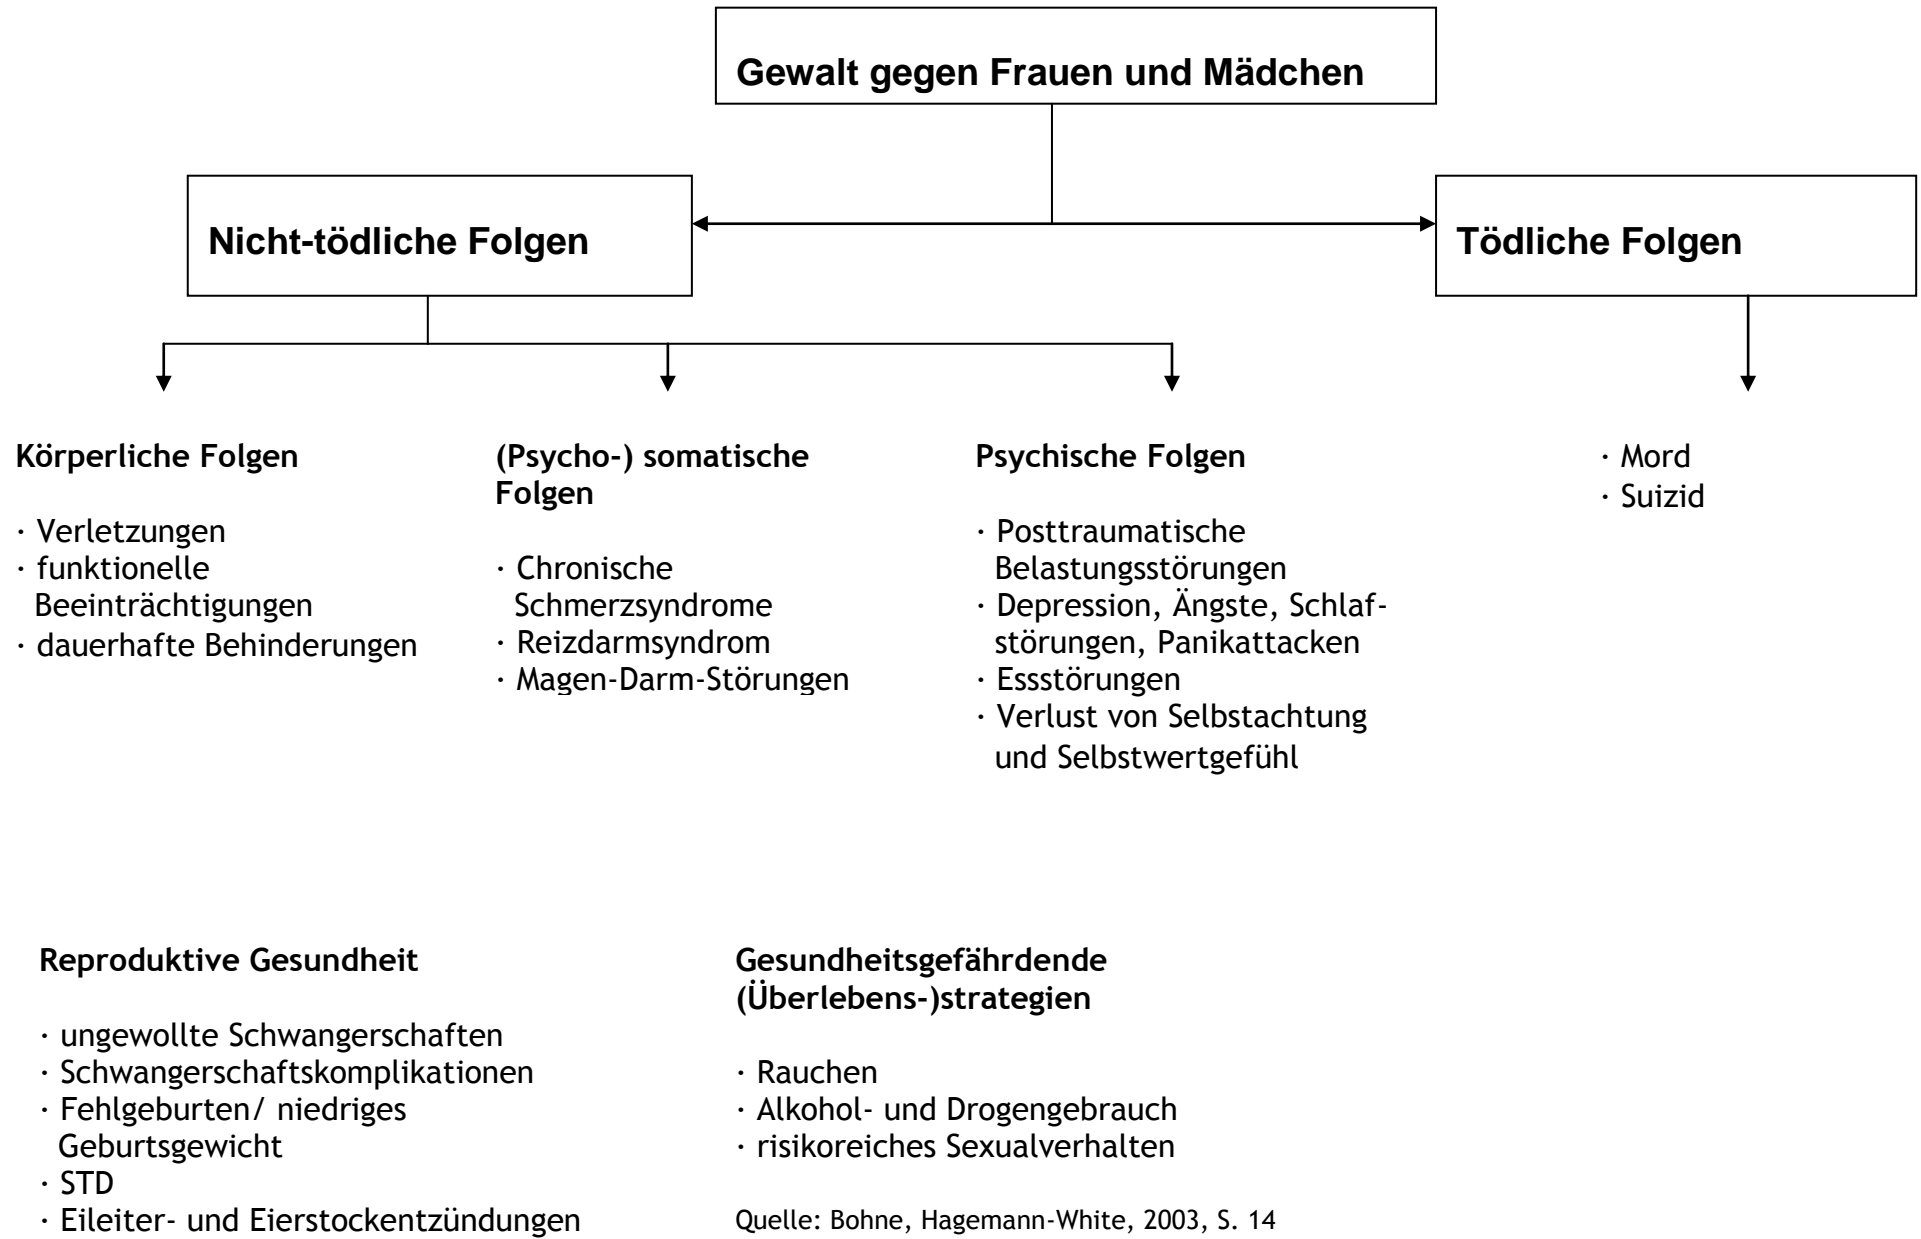 Gewalt gegen Frauen und Mädchen
Nicht-tödliche Folgen
Tödliche Folgen
Körperliche Folgen
· Verletzungen
· funktionelle
Beeinträchtigungen
· dauerhafte Behinderungen
(Psycho-) somatische
Folgen
· Chronische
Schmerzsyndrome
· Reizdarmsyndrom
· Magen-Darm-Störungen
Psychische Folgen
· Posttraumatische
Belastungsstörungen
· Depression, Ängste, Schlaf-
störungen, Panikattacken
· Essstörungen
· Verlust von Selbstachtung
und Selbstwertgefühl
· Mord
· Suizid
Reproduktive Gesundheit
· ungewollte Schwangerschaften
· Schwangerschaftskomplikationen
· Fehlgeburten/ niedriges
Geburtsgewicht
· STD
· Eileiter- und Eierstockentzündungen
Gesundheitsgefährdende
(Überlebens-)strategien
· Rauchen
· Alkohol- und Drogengebrauch
· risikoreiches Sexualverhalten
Quelle: Bohne, Hagemann-White, 2003, S. 14